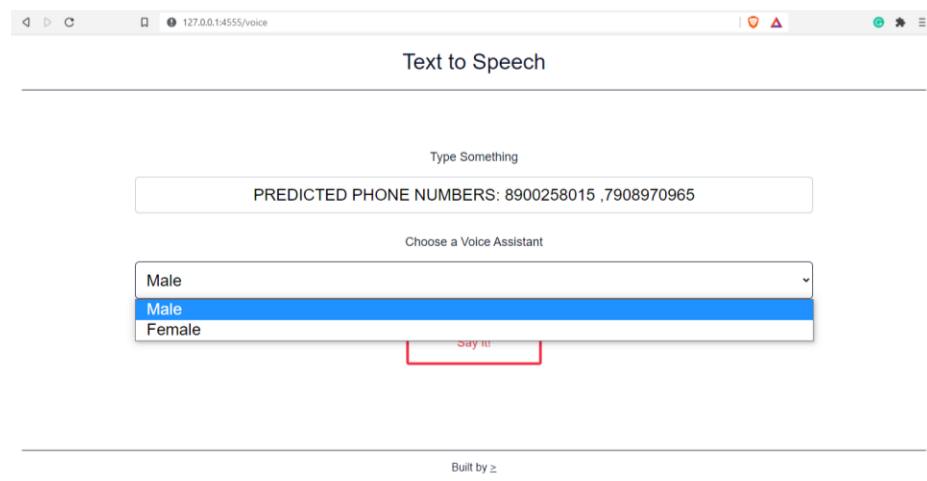 127.0.0.1:4555/voice
Text to Speech
Type Something
PREDICTED PHONE NUMBERS: 8900258015 ,7908970965
Choose a Voice Assistant
Male
Male
Female
Say it!
Built by >